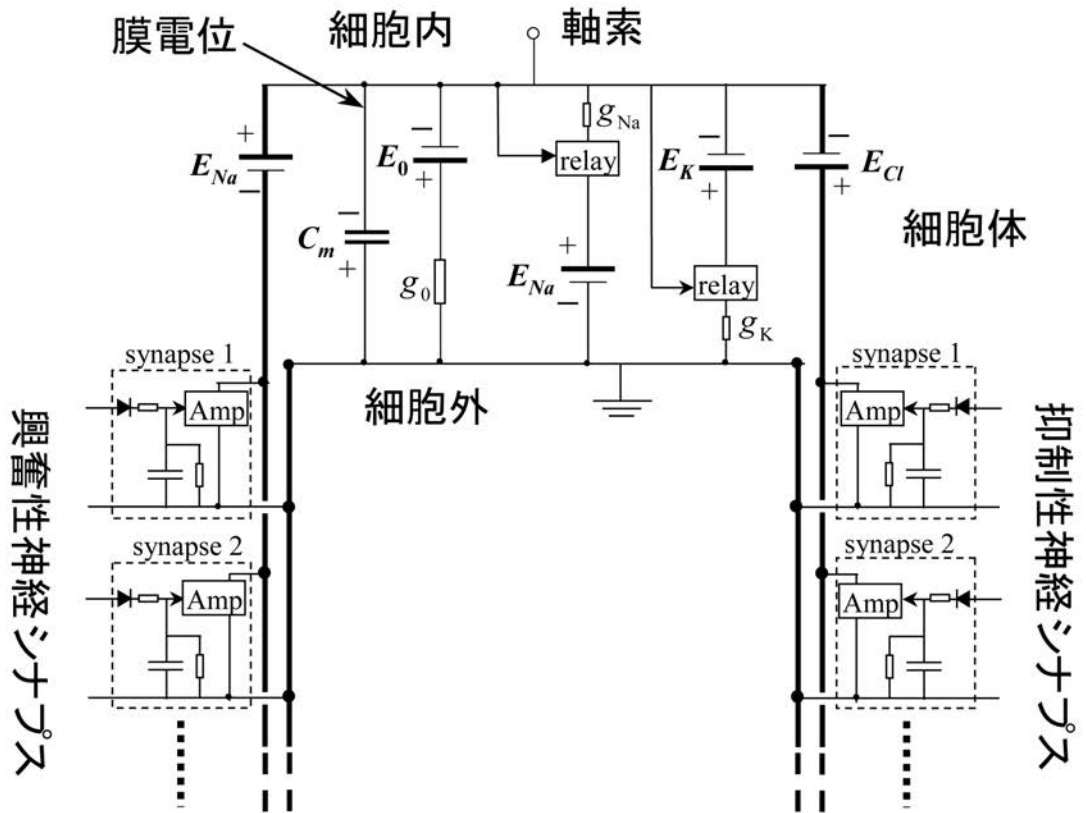 細胞内
軸索
膜電位
+
E_Na
−
−
E_0
+
g_Na
relay
−
E_K
+
−
E_Cl
+
細胞体
−
C_m
+
g_0
+
E_Na
−
relay
g_K
細胞外
synapse 1
Amp
synapse 1
Amp
synapse 2
Amp
synapse 2
Amp
興奮性神経シナプス
抑制性神経シナプス